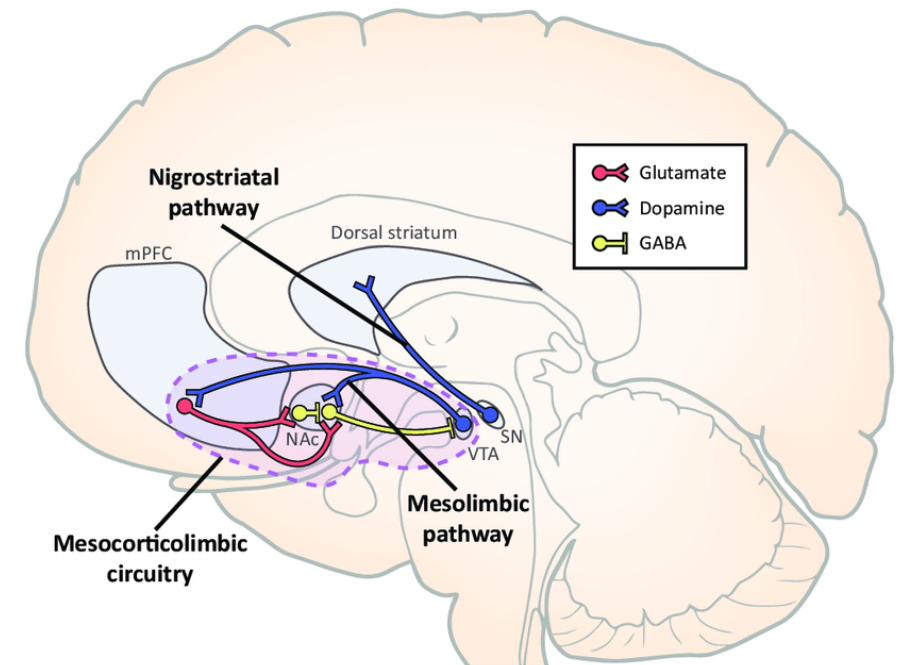 Nigrostriatal
pathway
Glutamate
Dopamine
GABA
Dorsal striatum
mPFC
NAc
SN
VTA
Mesolimbic
pathway
Mesocorticolimbic
circuitry